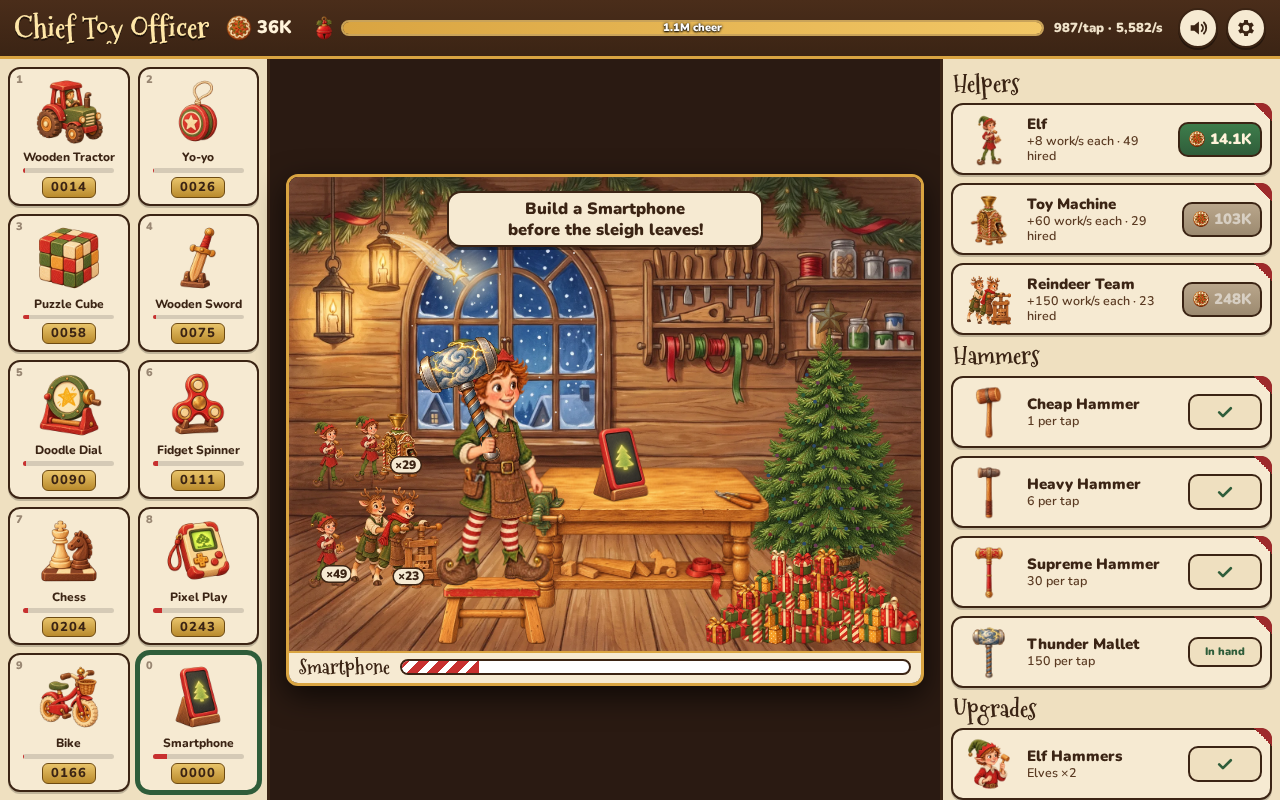 Chief Toy Officer
36K
1.1M cheer
987/tap · 5,582/s
1
Wooden Tractor
0014
2
Yo-yo
0026
3
Puzzle Cube
0058
4
Wooden Sword
0075
5
Doodle Dial
0090
6
Fidget Spinner
0111
7
Chess
0204
8
Pixel Play
0243
9
Bike
0166
0
Smartphone
0000
Build a Smartphone
before the sleigh leaves!
×29
×49
×23
Smartphone
Helpers
Elf
+8 work/s each · 49
hired
14.1K
Toy Machine
+60 work/s each · 29
hired
103K
Reindeer Team
+150 work/s each · 23
hired
248K
Hammers
Cheap Hammer
1 per tap
Heavy Hammer
6 per tap
Supreme Hammer
30 per tap
Thunder Mallet
150 per tap
In hand
Upgrades
Elf Hammers
Elves ×2